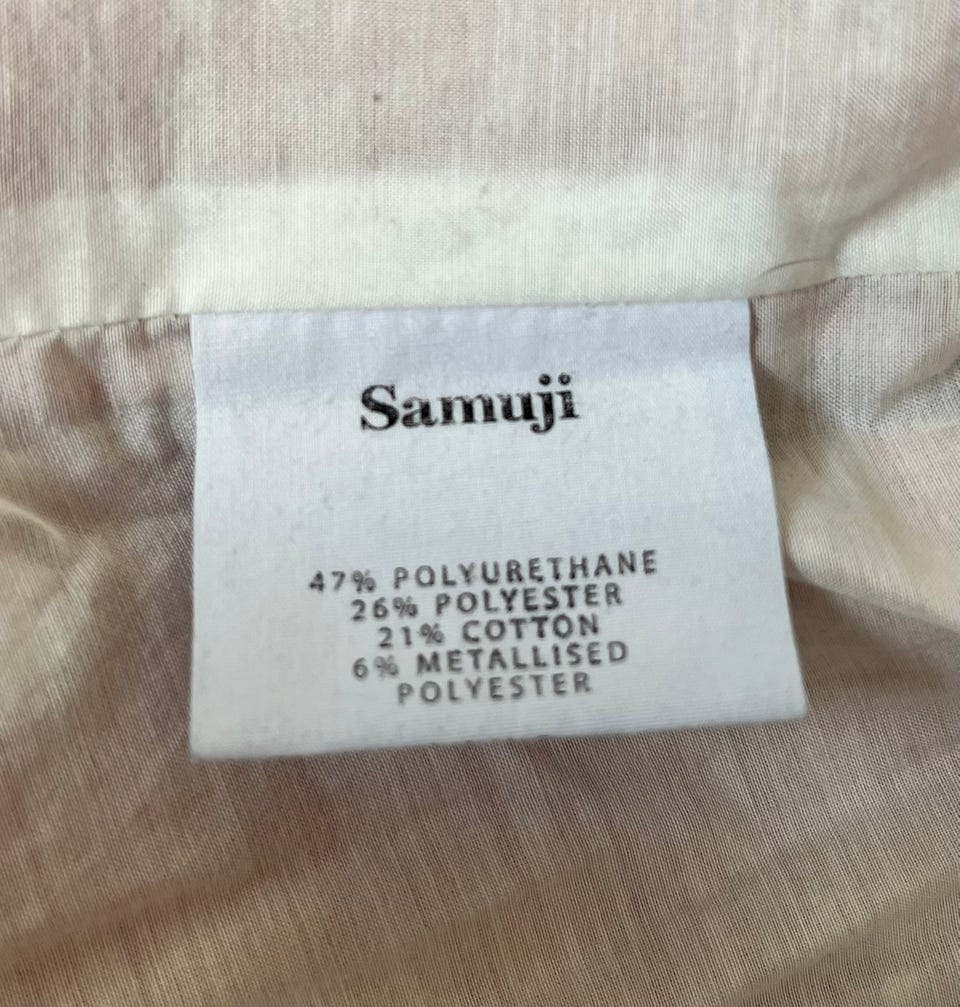 Samuji
47% POLYURETHANE
26% POLYESTER
21% COTTON
6% METALLISED
POLYESTER